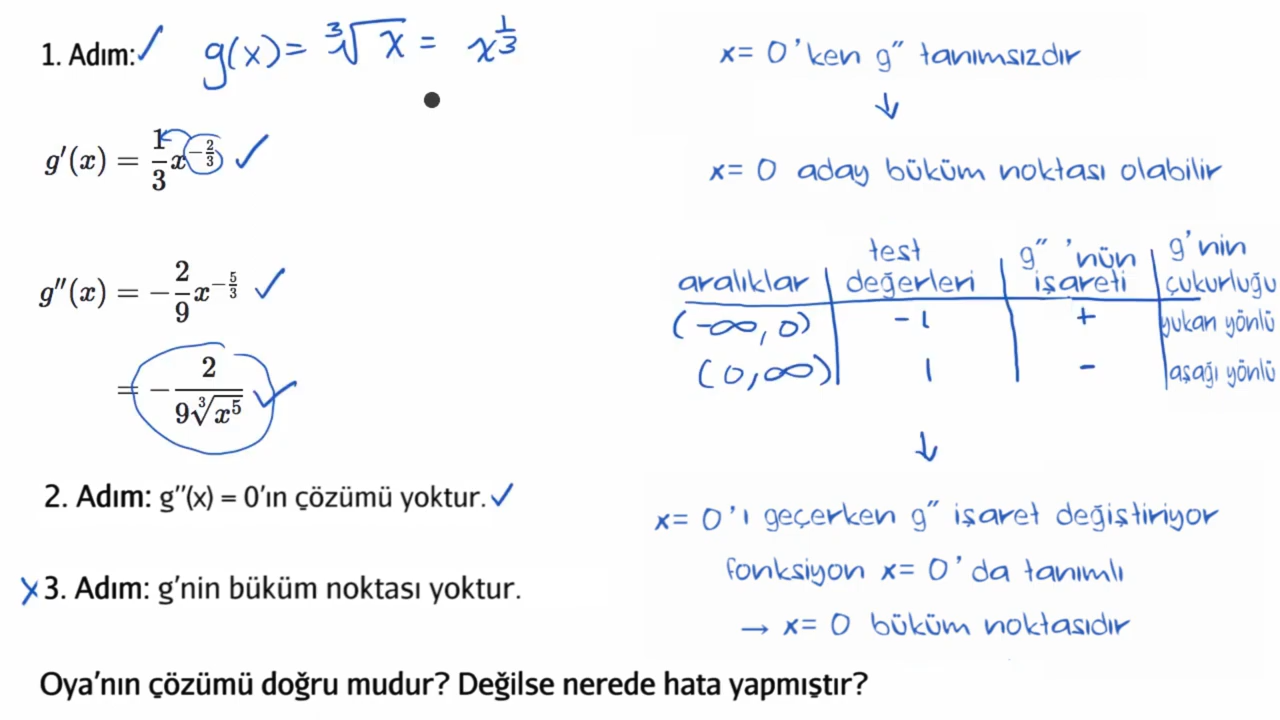 1. Adım: ✓ g(x) = ∛x = x^{1/3}
g′(x) = 1/3 x^{-2/3} ✓
g″(x) = -2/9 x^{-5/3} ✓
= -2/(9∛x⁵) ✓
2. Adım: g″(x) = 0’ın çözümü yoktur. ✓
x 3. Adım: g’nin büküm noktası yoktur.
Oya’nın çözümü doğru mudur? Değilse nerede hata yapmıştır?
x = 0’ken g″ tanımsızdır
↓
x = 0 aday büküm noktası olabilir
aralıklar | test değerleri | g″ ’nün işareti | g’nin çukurluğu
(-∞, 0) | -1 | + | yukarı yönlü
(0, ∞) | 1 | - | aşağı yönlü
↓
x = 0’ı geçerken g″ işaret değiştiriyor
fonksiyon x = 0’da tanımlı
→ x = 0 büküm noktasıdır